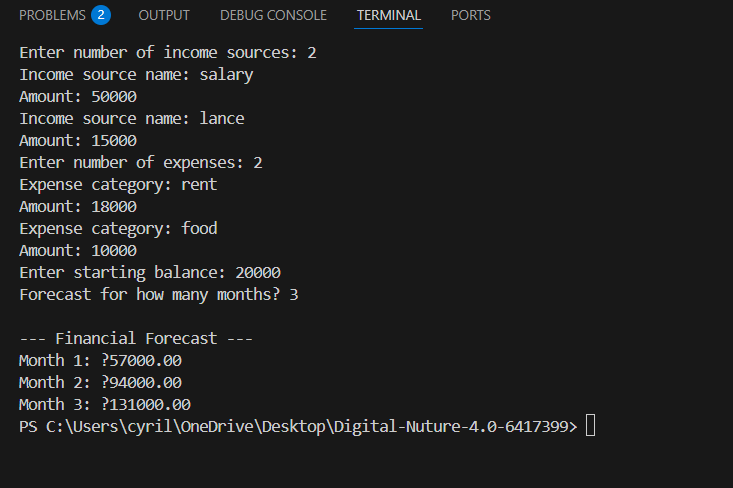 PROBLEMS 2 OUTPUT DEBUG CONSOLE TERMINAL PORTS
Enter number of income sources: 2
Income source name: salary
Amount: 50000
Income source name: lance
Amount: 15000
Enter number of expenses: 2
Expense category: rent
Amount: 18000
Expense category: food
Amount: 10000
Enter starting balance: 20000
Forecast for how many months? 3
--- Financial Forecast ---
Month 1: ?57000.00
Month 2: ?94000.00
Month 3: ?131000.00
PS C:\Users\cyril\OneDrive\Desktop\Digital-Nuture-4.0-6417399>